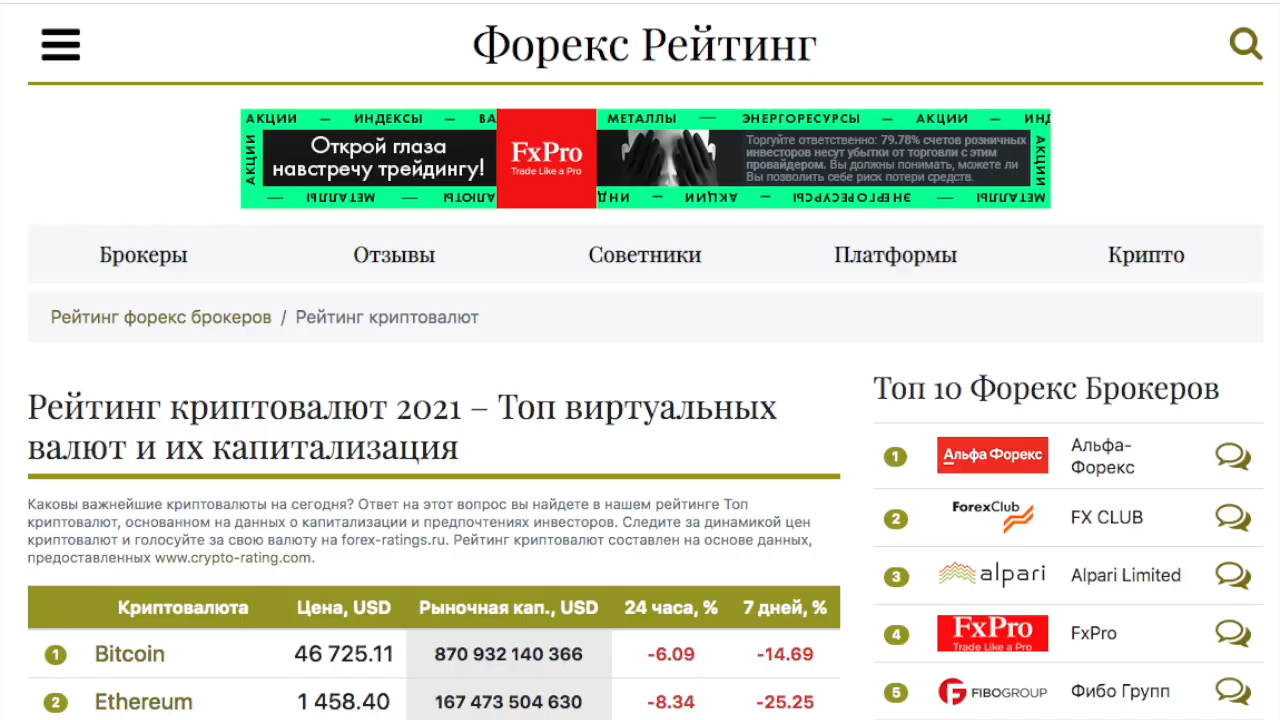 Форекс Рейтинг
АКЦИИ — ИНДЕКСЫ — ВА
МЕТАЛЛЫ — ЭНЕРГОРЕСУРСЫ — АКЦИИ — ИНД
АКЦИИ
Открой глаза
навстречу трейдингу!
FxPro
Trade Like a Pro
Торгуйте ответственно: 79.78% счетов розничных
инвесторов несут убытки от торговли с этим
провайдером. Вы должны понимать, можете ли
Вы позволить себе риск потери средств.
АКЦИИ
— МЕТАЛЛЫ — ВАЛЮТЫ
ИНД — АКЦИИ — ЭНЕРГОРЕСУРСЫ — МЕТАЛЛЫ
Брокеры Отзывы Советники Платформы Крипто
Рейтинг форекс брокеров / Рейтинг криптовалют
Рейтинг криптовалют 2021 – Топ виртуальных
валют и их капитализация
Каковы важнейшие криптовалюты на сегодня? Ответ на этот вопрос вы найдете в нашем рейтинге Топ
криптовалют, основанном на данных о капитализации и предпочтениях инвесторов. Следите за динамикой цен
криптовалют и голосуйте за свою валюту на forex-ratings.ru. Рейтинг криптовалют составлен на основе данных,
предоставленных www.crypto-rating.com.
Криптовалюта Цена, USD Рыночная кап., USD 24 часа, % 7 дней, %
1 Bitcoin 46 725.11 870 932 140 366 -6.09 -14.69
2 Ethereum 1 458.40 167 473 504 630 -8.34 -25.25
Топ 10 Форекс Брокеров
1 Альфа Форекс Альфа-
Форекс
2 ForexClub FX CLUB
3 alpari Alpari Limited
4 FxPro FxPro
Trade Like a Pro
5 FIBOGROUP Фибо Групп